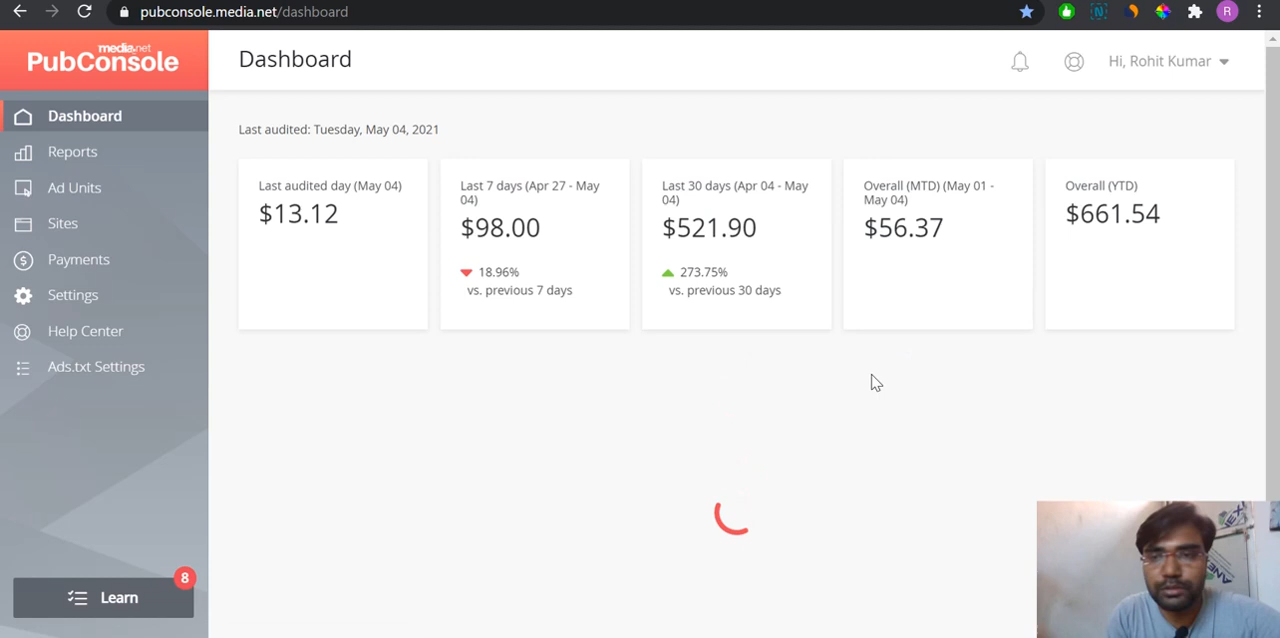 pubconsole.media.net/dashboard
R
media.net
PubConsole
Dashboard
Hi, Rohit Kumar
Dashboard
Reports
Ad Units
Sites
Payments
Settings
Help Center
Ads.txt Settings
8
Learn
Last audited: Tuesday, May 04, 2021
Last audited day (May 04)
$13.12
Last 7 days (Apr 27 - May
04)
$98.00
18.96%
vs. previous 7 days
Last 30 days (Apr 04 - May
04)
$521.90
273.75%
vs. previous 30 days
Overall (MTD) (May 01 -
May 04)
$56.37
Overall (YTD)
$661.54